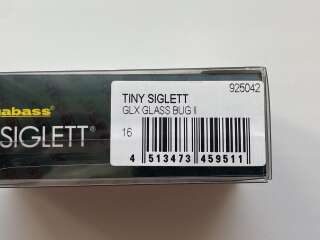 925042
abass
SIGLETT®
TINY SIGLETT
GLX GLASS BUG II
16
4 513473 459511